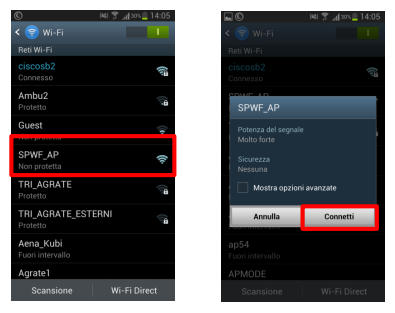 30% 14:05
Wi-Fi
Reti Wi-Fi
ciscosb2
Connesso
Ambu2
Protetto
Guest
Non protetta
SPWF_AP
Non protetta
TRI_AGRATE
Protetto
TRI_AGRATE_ESTERNI
Protetto
Aena_Kubi
Fuori intervallo
Agrate1
Scansione
Wi-Fi Direct
30% 14:05
Wi-Fi
Reti Wi-Fi
ciscosb2
Connesso
SPWF_AP
SPWF_AP
Potenza del segnale
Molto forte
Sicurezza
Nessuna
Mostra opzioni avanzate
Annulla
Connetti
ap54
Fuori intervallo
APMODE
Scansione
Wi-Fi Direct